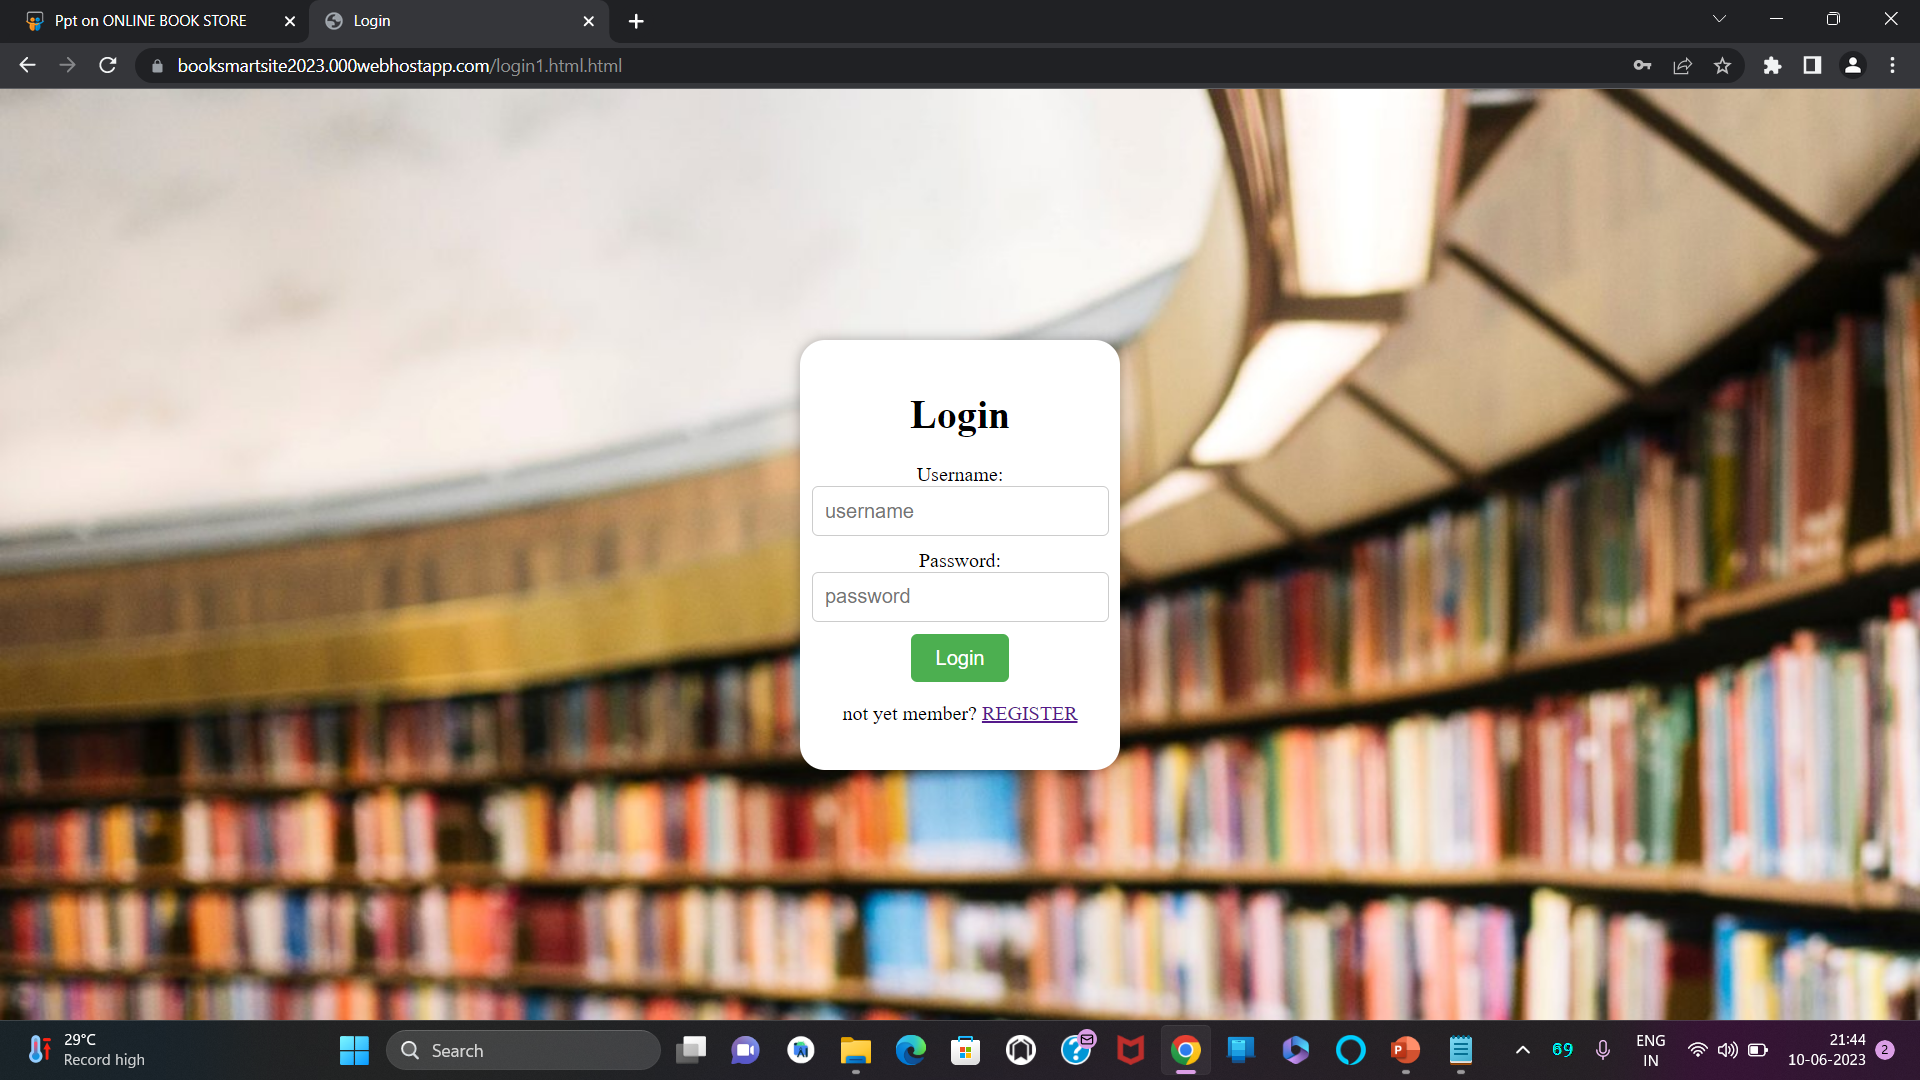 Ppt on ONLINE BOOK STORE
Login
booksmartsite2023.000webhostapp.com/login1.html.html
Login
Username:
username
Password:
password
Login
not yet member? REGISTER
29°C
Record high
Search
ENG
IN
21:44
10-06-2023
2